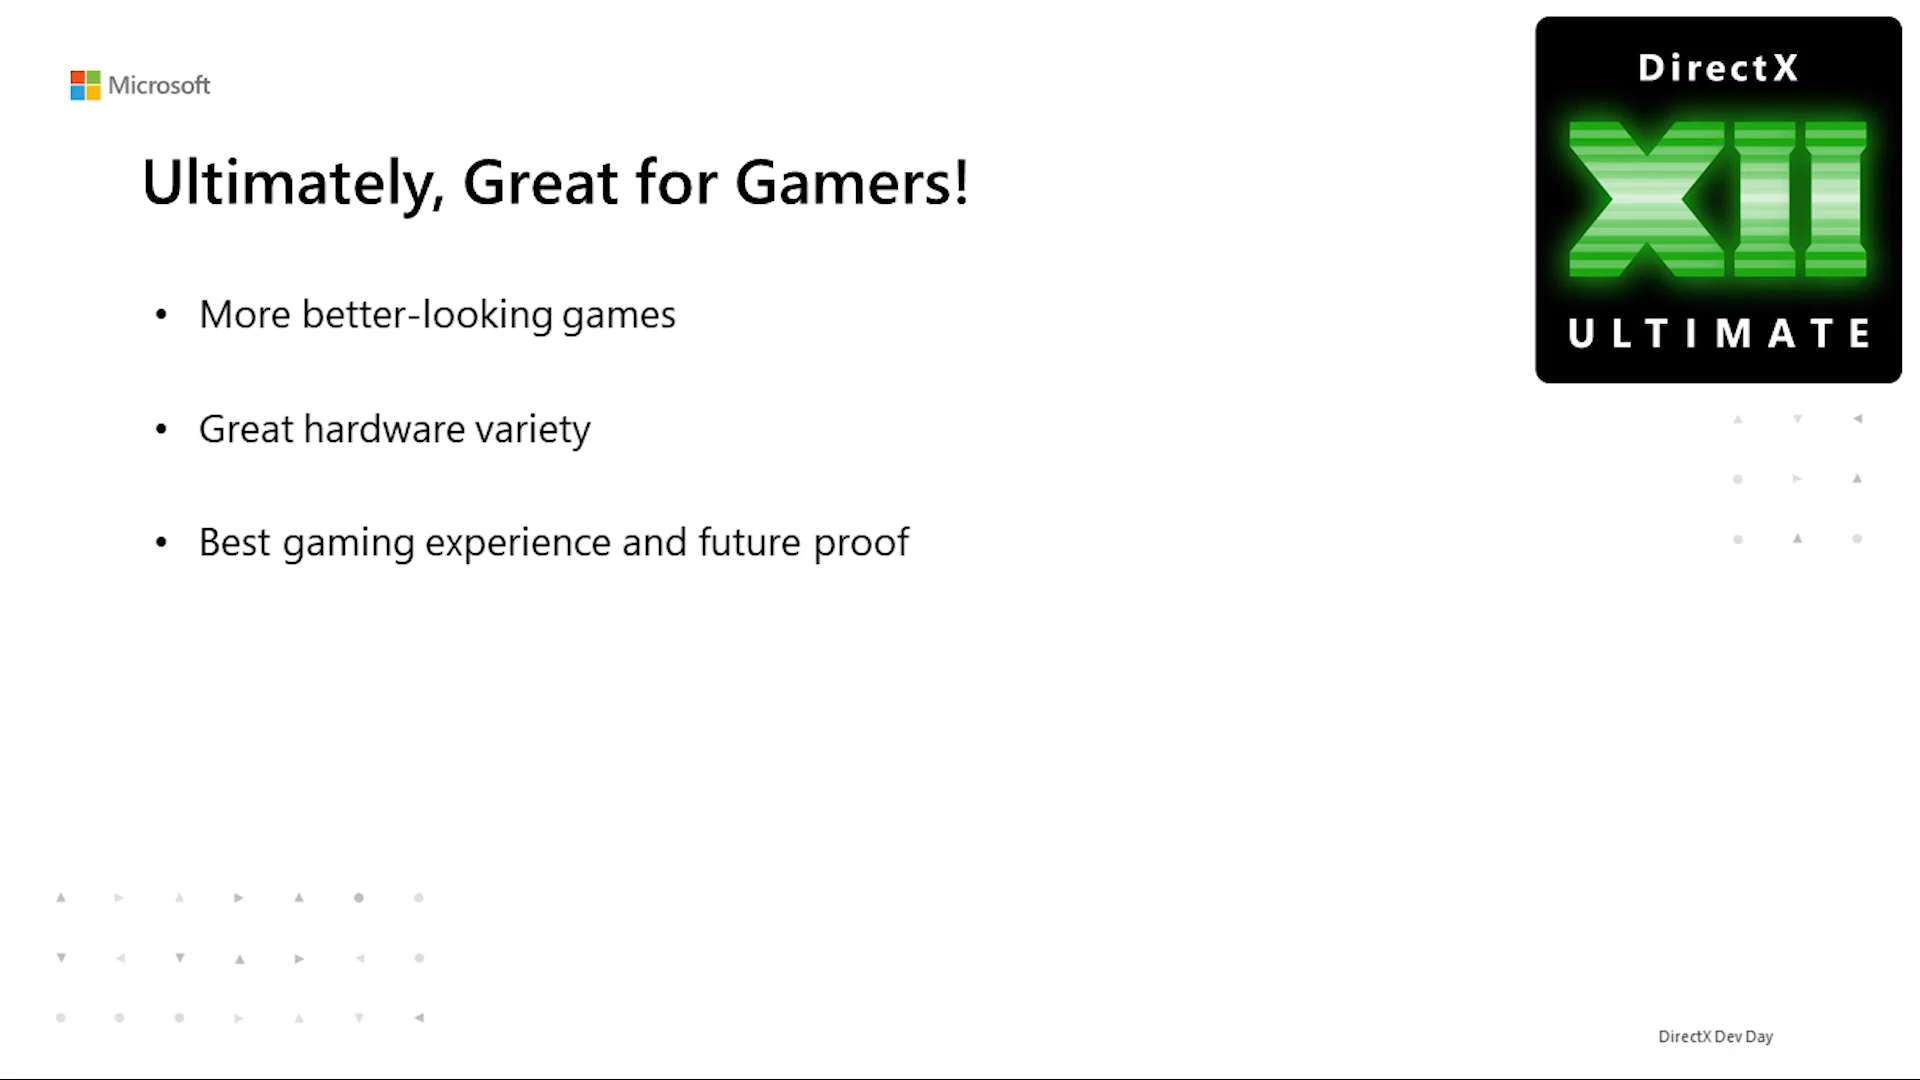 Microsoft
DirectX
XII
ULTIMATE
Ultimately, Great for Gamers!
• More better-looking games
• Great hardware variety
• Best gaming experience and future proof
DirectX Dev Day